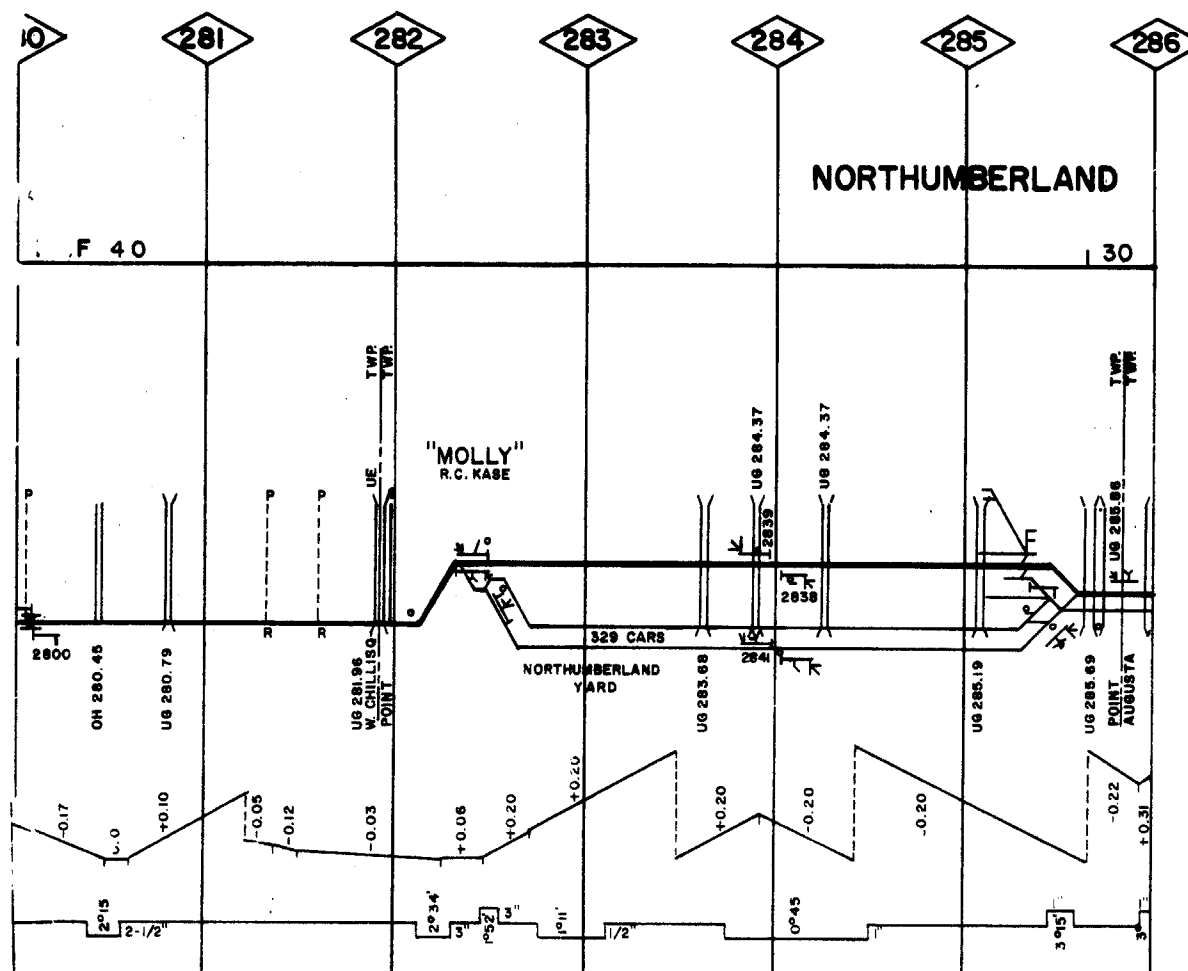 281
282
283
284
285
286
NORTHUMBERLAND
F 40
30
TWP.
TWP.
TWP.
TWP.
"MOLLY"
R.C. KASE
UE
UG 284.37
UG 284.37
UG 285.86
P
P
P
2839
2838
R
R
2800
329 CARS
2841
NORTHUMBERLAND
YARD
OH 280.45
UG 280.79
UG 281.96
W. CHILLISQ
POINT
UG 283.68
UG 285.19
UG 285.69
POINT
AUGUSTA
-0.17
+0.10
-0.05
-0.12
-0.03
+0.06
+0.20
+0.20
+0.20
-0.20
-0.20
-0.22
+0.31
2°15
2-1/2"
2°34'
3"
1°52'
3"
1°11'
1/2"
0°45
1"
3°15'
3°